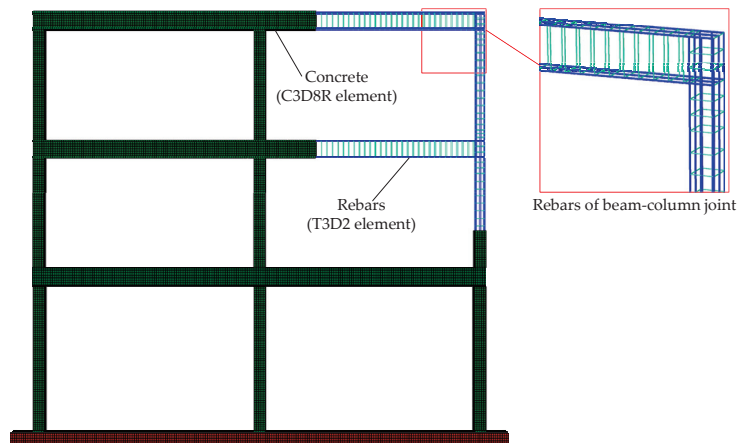 Concrete
(C3D8R element)
Rebars
(T3D2 element)
Rebars of beam-column joint